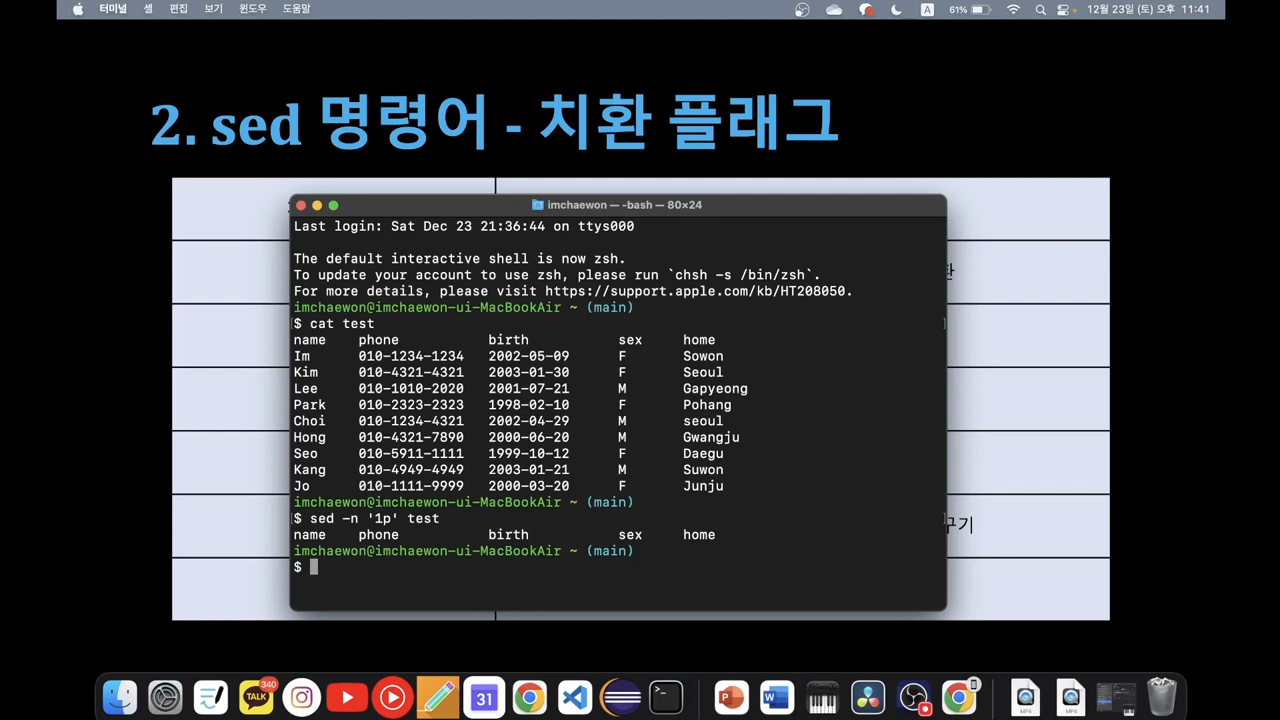 터미널 셸 편집 보기 윈도우 도움말 A 61% 12월 23일 (토) 오후 11:41
2. sed 명령어 - 치환 플래그
imchaewon — -bash — 80×24
Last login: Sat Dec 23 21:36:44 on ttys000
The default interactive shell is now zsh.
To update your account to use zsh, please run `chsh -s /bin/zsh`.
For more details, please visit https://support.apple.com/kb/HT208050.
imchaewon@imchaewon-ui-MacBookAir ~ (main)
$ cat test
name phone birth sex home
Im 010-1234-1234 2002-05-09 F Sowon
Kim 010-4321-4321 2003-01-30 F Seoul
Lee 010-1010-2020 2001-07-21 M Gapyeong
Park 010-2323-2323 1998-02-10 F Pohang
Choi 010-1234-4321 2002-04-29 M seoul
Hong 010-4321-7890 2000-06-20 M Gwangju
Seo 010-5911-1111 1999-10-12 F Daegu
Kang 010-4949-4949 2003-01-21 M Suwon
Jo 010-1111-9999 2000-03-20 F Junju
imchaewon@imchaewon-ui-MacBookAir ~ (main)
$ sed -n '1p' test
name phone birth sex home
imchaewon@imchaewon-ui-MacBookAir ~ (main)
$
꾸기
TALK
340
31
MP4
MP4